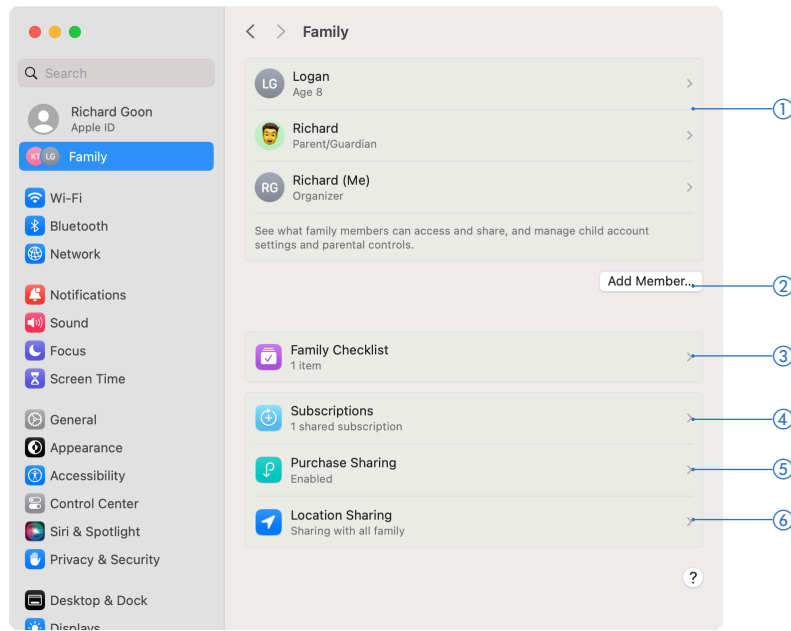 Family
Search
Richard Goon
Apple ID
KT LG Family
Wi-Fi
Bluetooth
Network
Notifications
Sound
Focus
Screen Time
General
Appearance
Accessibility
Control Center
Siri & Spotlight
Privacy & Security
Desktop & Dock
Displays
LG
Logan
Age 8
Richard
Parent/Guardian
RG
Richard (Me)
Organizer
See what family members can access and share, and manage child account
settings and parental controls.
①
Add Member...
②
Family Checklist
1 item
③
Subscriptions
1 shared subscription
④
Purchase Sharing
Enabled
⑤
Location Sharing
Sharing with all family
⑥
?